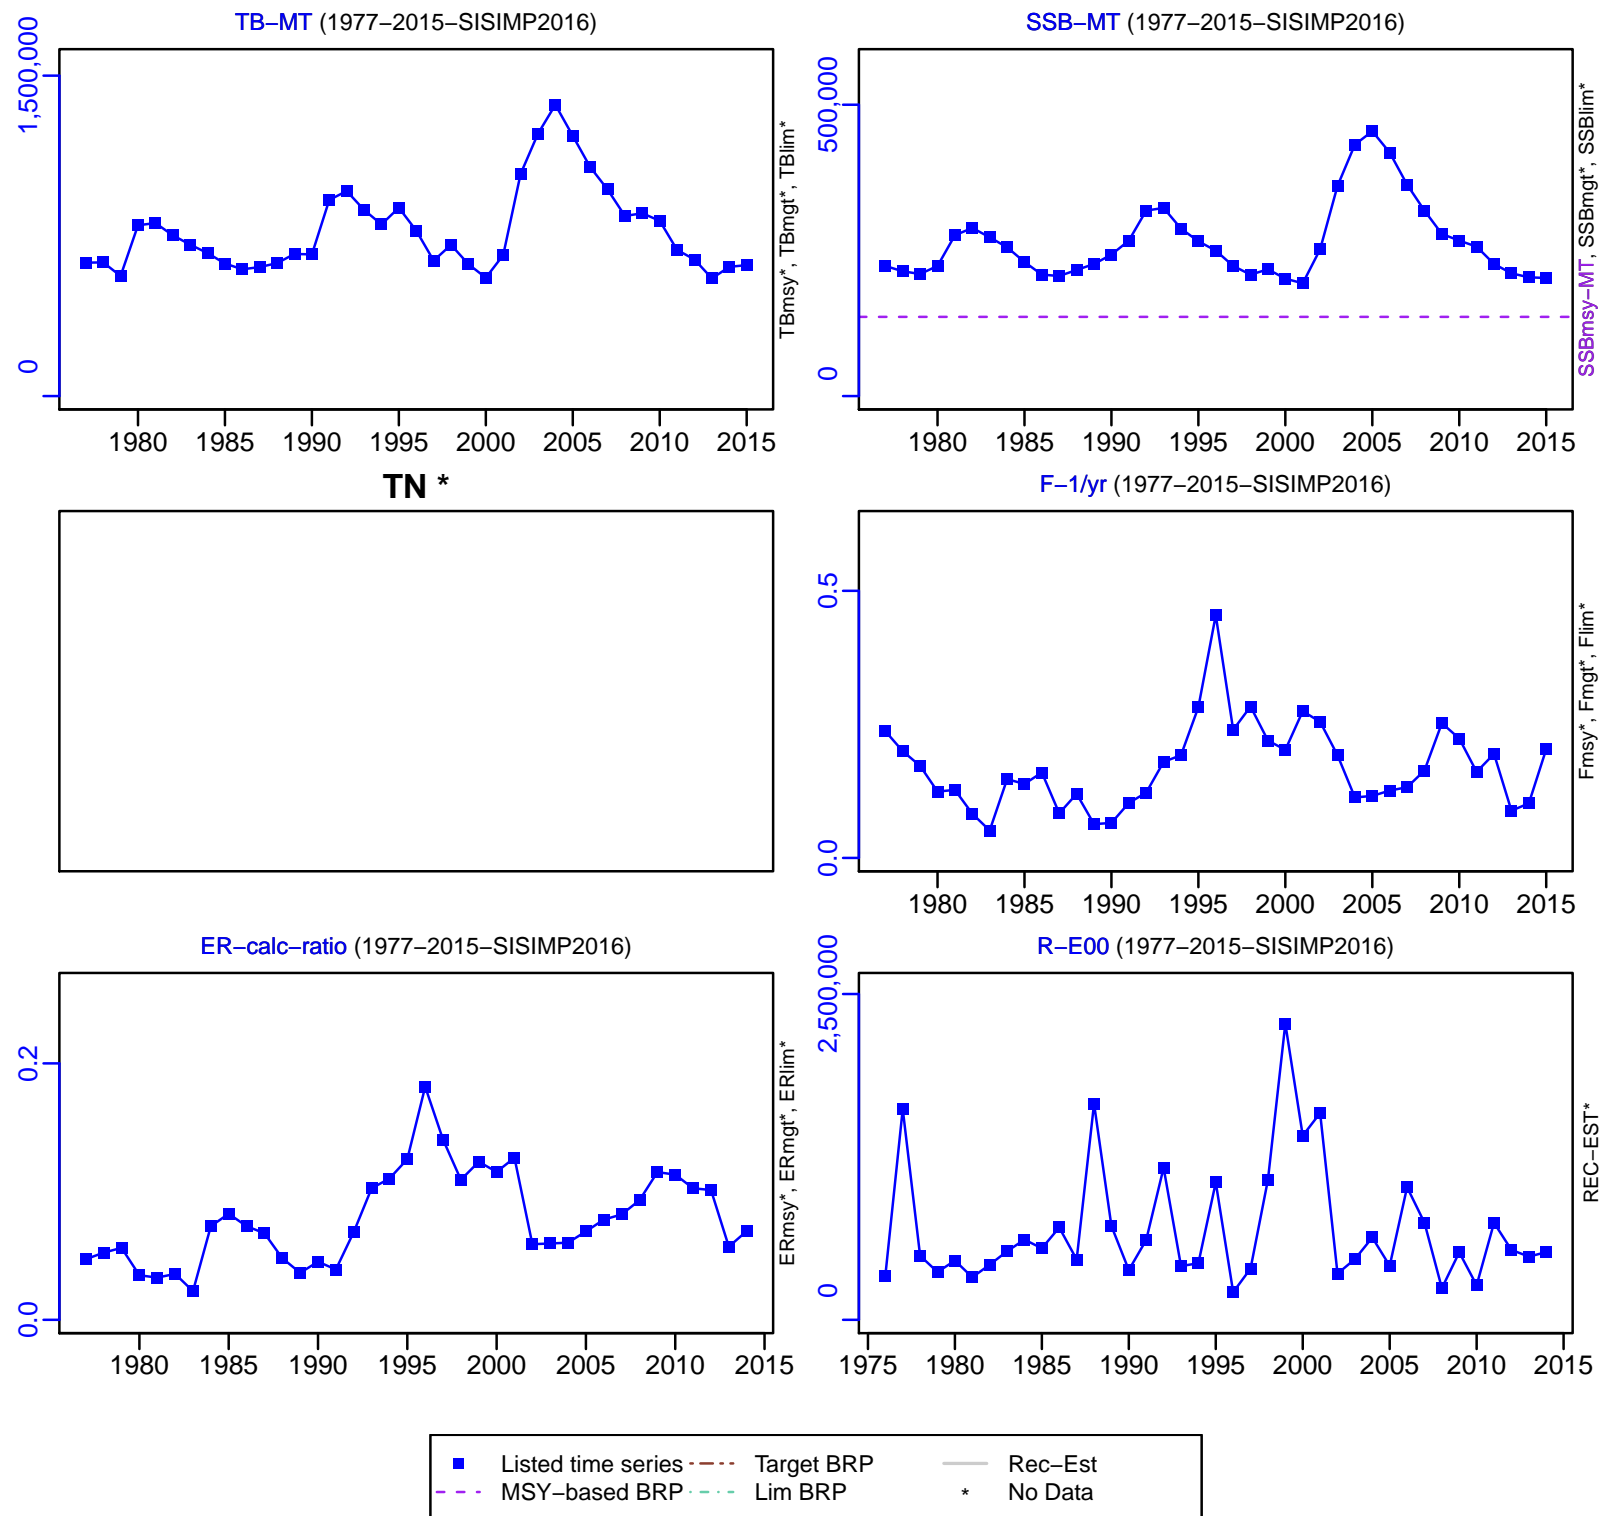 TB−MT (1977−2015−SISIMP2016)
1,500,000
0
TBmsy*, TBmgt*, TBlim*
1980 1985 1990 1995 2000 2005 2010 2015
SSB−MT (1977−2015−SISIMP2016)
500,000
0
SSBmsy−MT, SSBmgt*, SSBlim*
1980 1985 1990 1995 2000 2005 2010 2015
TN *
F−1/yr (1977−2015−SISIMP2016)
0.5
0.0
Fmsy*, Fmgt*, Flim*
1980 1985 1990 1995 2000 2005 2010 2015
ER−calc−ratio (1977−2015−SISIMP2016)
0.2
0.0
ERmsy*, ERmgt*, ERlim*
1980 1985 1990 1995 2000 2005 2010 2015
R−E00 (1977−2015−SISIMP2016)
2,500,000
0
REC−EST*
1975 1980 1985 1990 1995 2000 2005 2010 2015
Listed time series Target BRP Rec−Est
MSY−based BRP Lim BRP * No Data